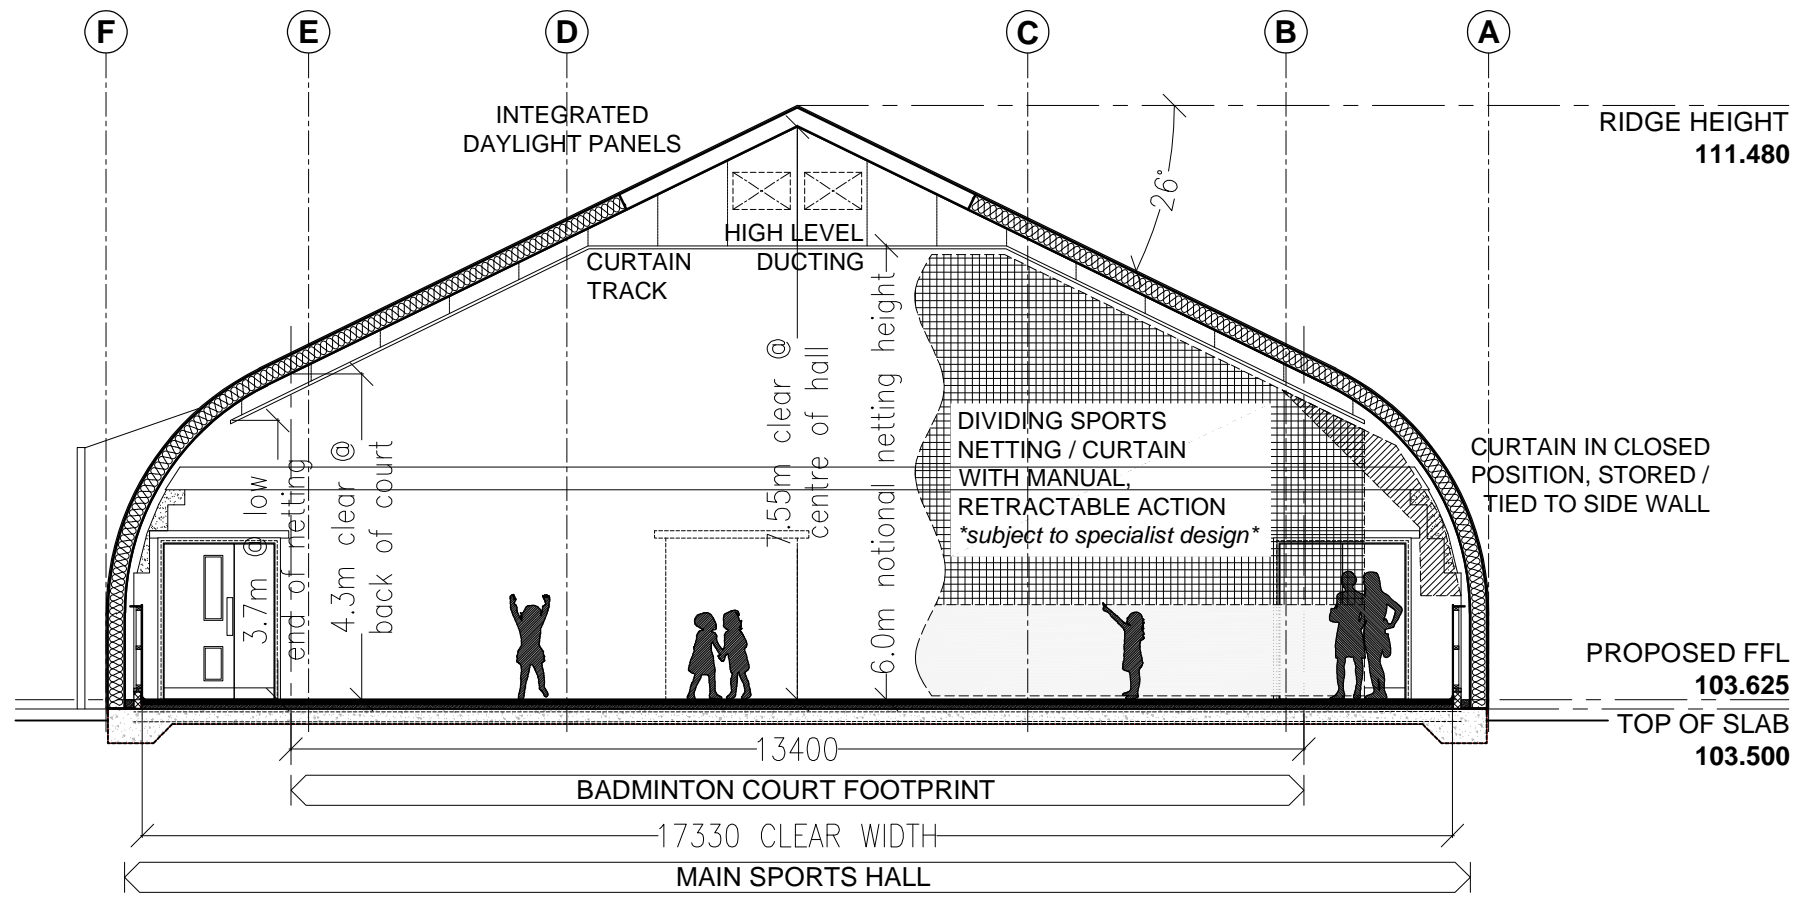 F E D C B A
INTEGRATED
DAYLIGHT PANELS
RIDGE HEIGHT
111.480
26°
HIGH LEVEL
DUCTING
CURTAIN
TRACK
3.7m @ low
end of netting
4.3m clear @
back of court
7.55m clear @
centre of hall
6.0m notional netting height
DIVIDING SPORTS
NETTING / CURTAIN
WITH MANUAL,
RETRACTABLE ACTION
*subject to specialist design*
CURTAIN IN CLOSED
POSITION, STORED /
TIED TO SIDE WALL
PROPOSED FFL
103.625
TOP OF SLAB
103.500
13400
BADMINTON COURT FOOTPRINT
17330 CLEAR WIDTH
MAIN SPORTS HALL